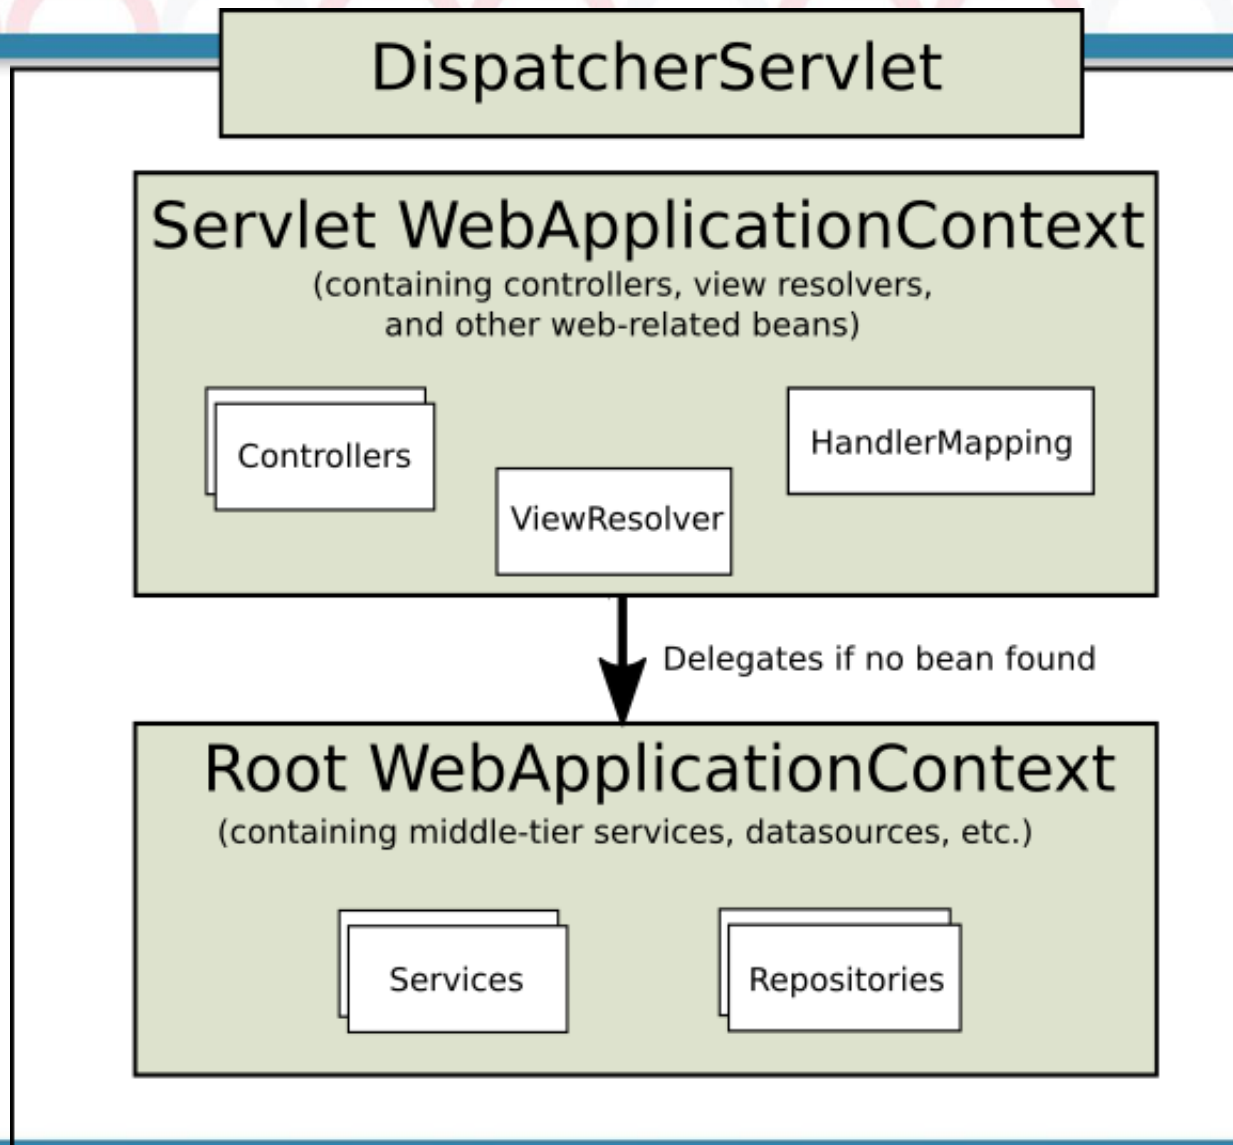 DispatcherServlet
Servlet WebApplicationContext
(containing controllers, view resolvers,
and other web-related beans)
Controllers
HandlerMapping
ViewResolver
Delegates if no bean found
Root WebApplicationContext
(containing middle-tier services, datasources, etc.)
Services
Repositories